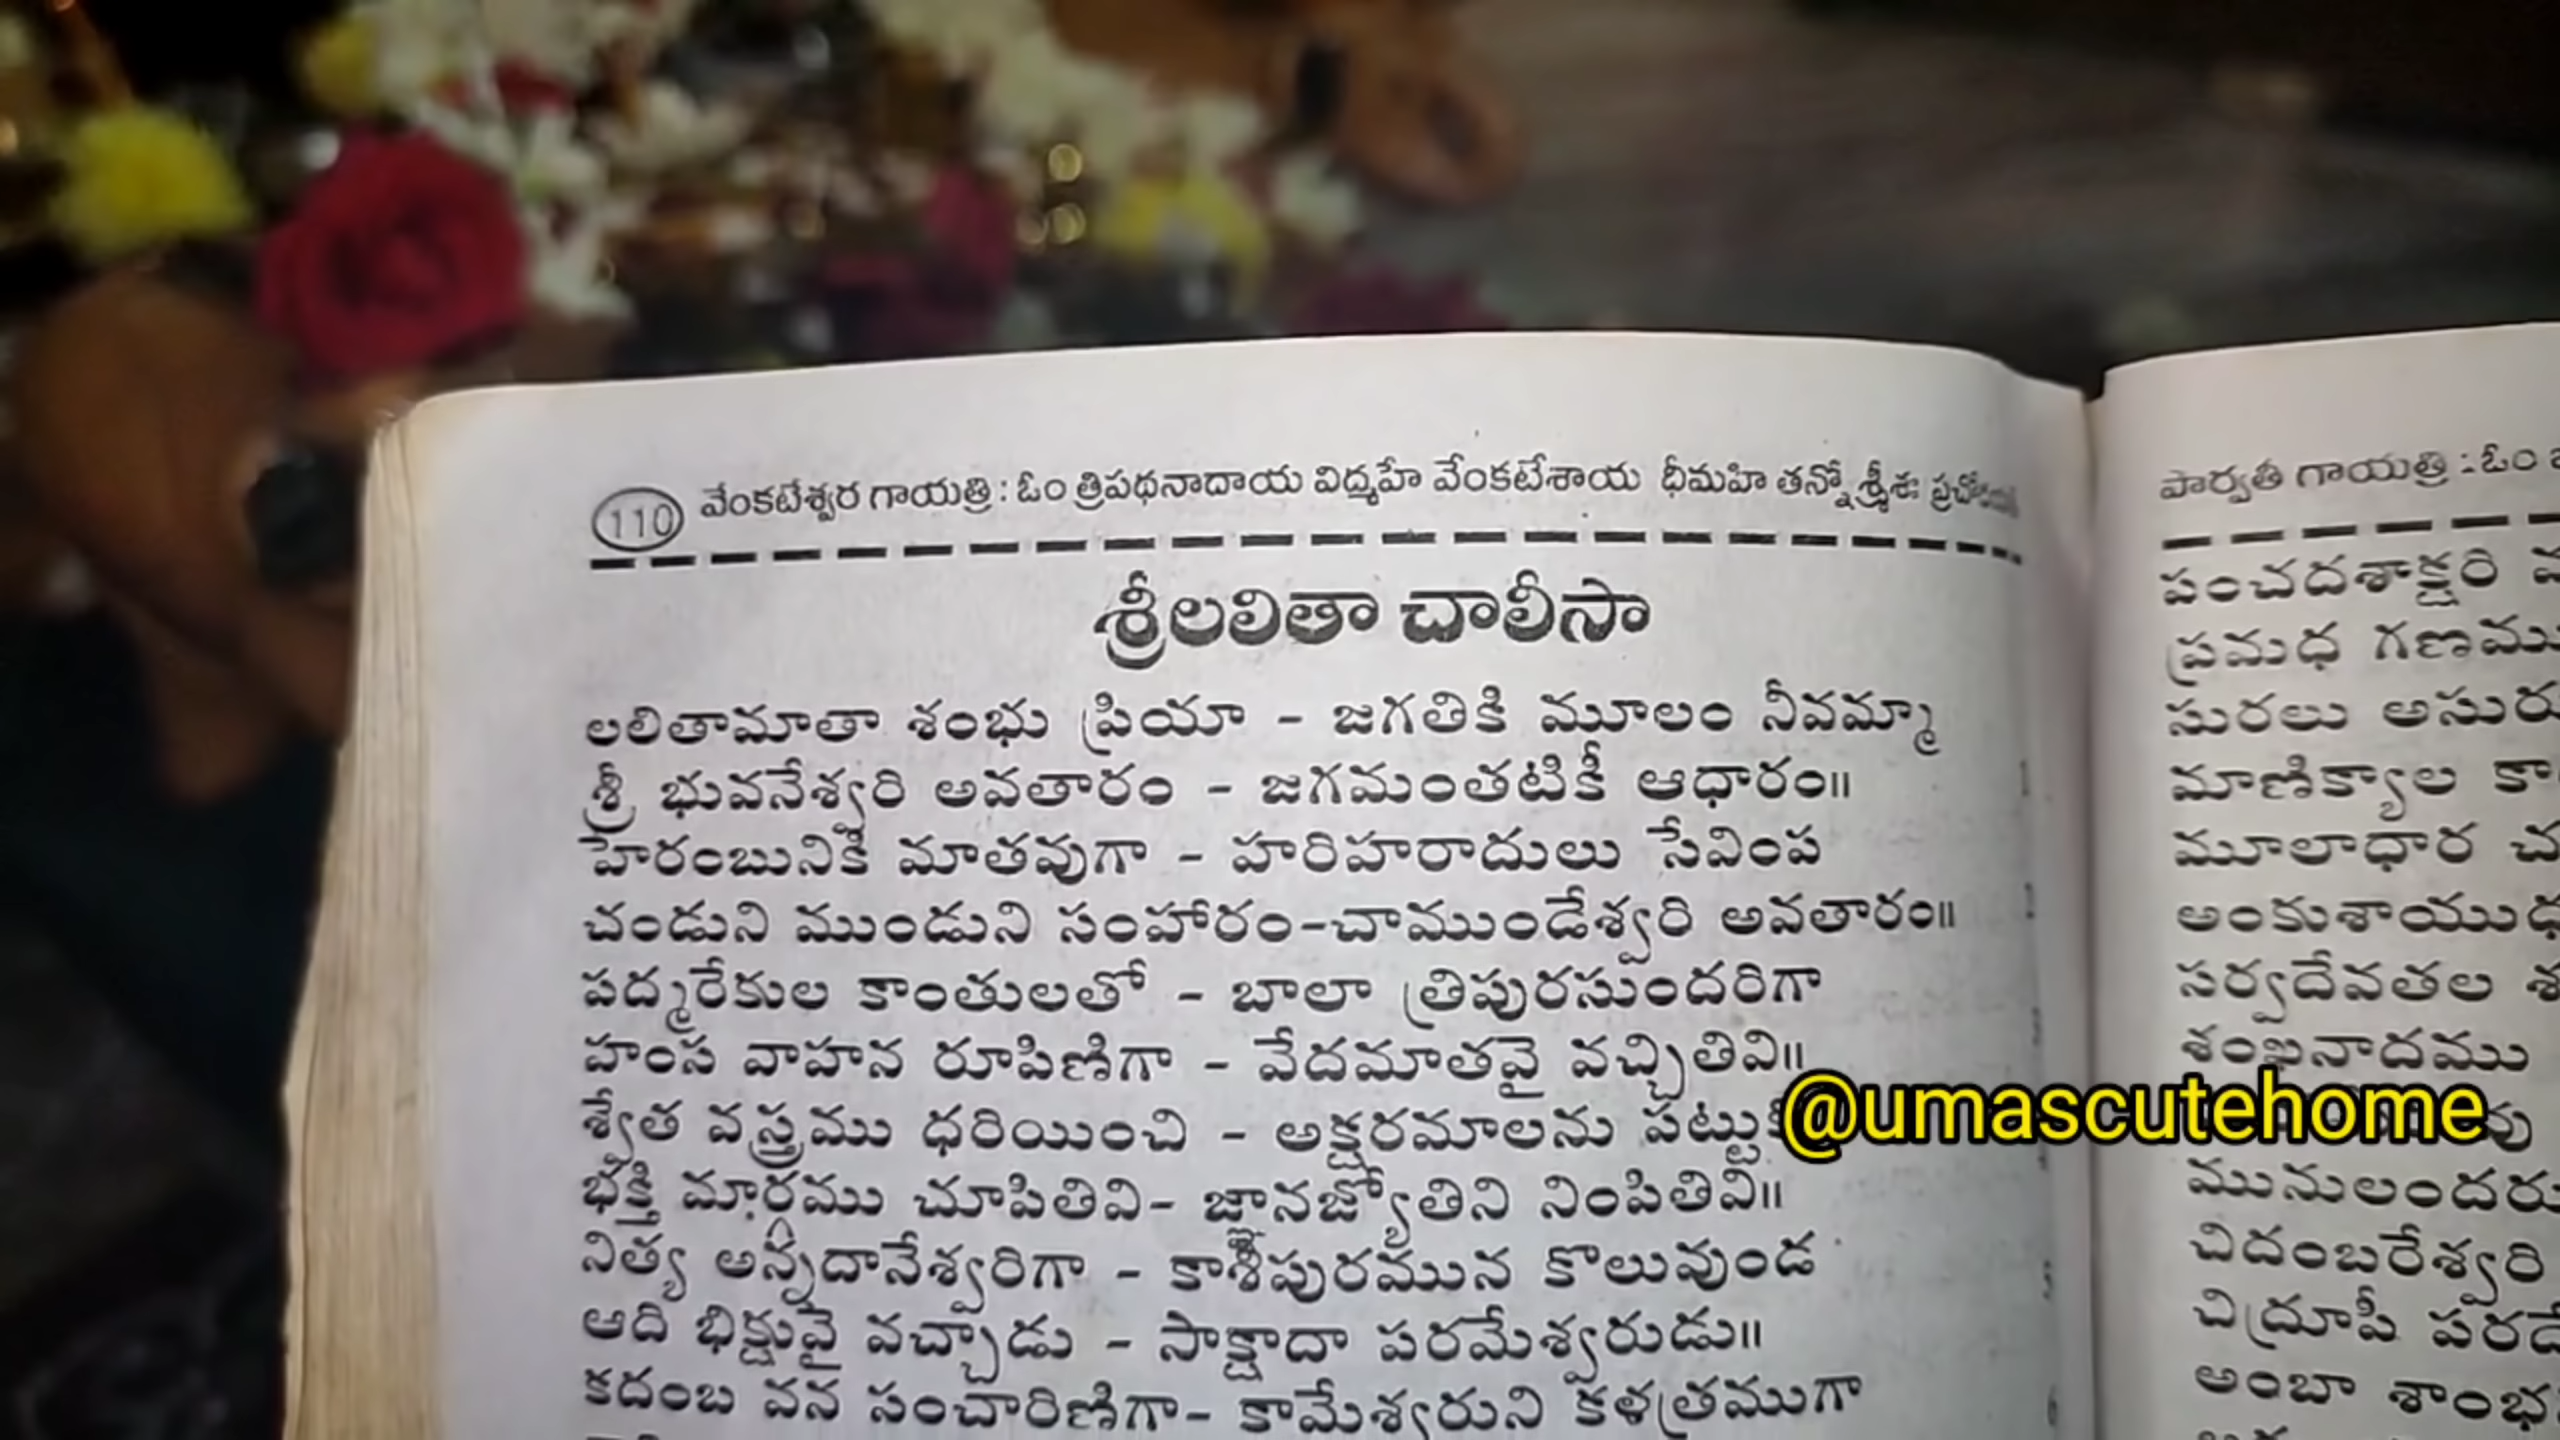 110 వేంకటేశ్వర గాయత్రి : ఓం త్రిపథనాదాయ విద్మహే వేంకటేశాయ ధీమహి తన్నో శ్రీశః
శ్రీలలితా చాలీసా
లలితామాతా శంభు ప్రియా - జగతికి మూలం నీవమ్మా
శ్రీ భువనేశ్వరి అవతారం - జగమంతటికీ ఆధారం॥
హేరంబునికి మాతవుగా - హరిహరాదులు సేవింప
చండుని ముండుని సంహారం-చాముండేశ్వరి అవతారం॥
పద్మరేకుల కాంతులతో - బాలా త్రిపురసుందరిగా
హంస వాహన రూపిణిగా - వేదమాతవై వచ్చితివి॥
శ్వేత వస్త్రము ధరియించి - అక్షరమాలను
భక్తి మార్గము చూపితివి- జ్ఞానజ్యోతిని నింపితివి॥
నిత్య అన్నదానేశ్వరిగా - కాశీపురమున కొలువుండ
ఆది భిక్షువై వచ్చాడు - సాక్షాదా పరమేశ్వరుడు॥
కదంబ వన సంచారిణిగా- కామేశ్వరుని కళత్రముగా
పార్వతీ గాయత్రి : ఓం
పంచదశాక్షరి
ప్రమధ
సురలు
మాణిక్యాల
మూలాధార
సర్వదేవతల
శంఖనాదము
మునులందరు
చిదంబరేశ్వరి
చిద్రూపీ
అంబా
@umascutehome